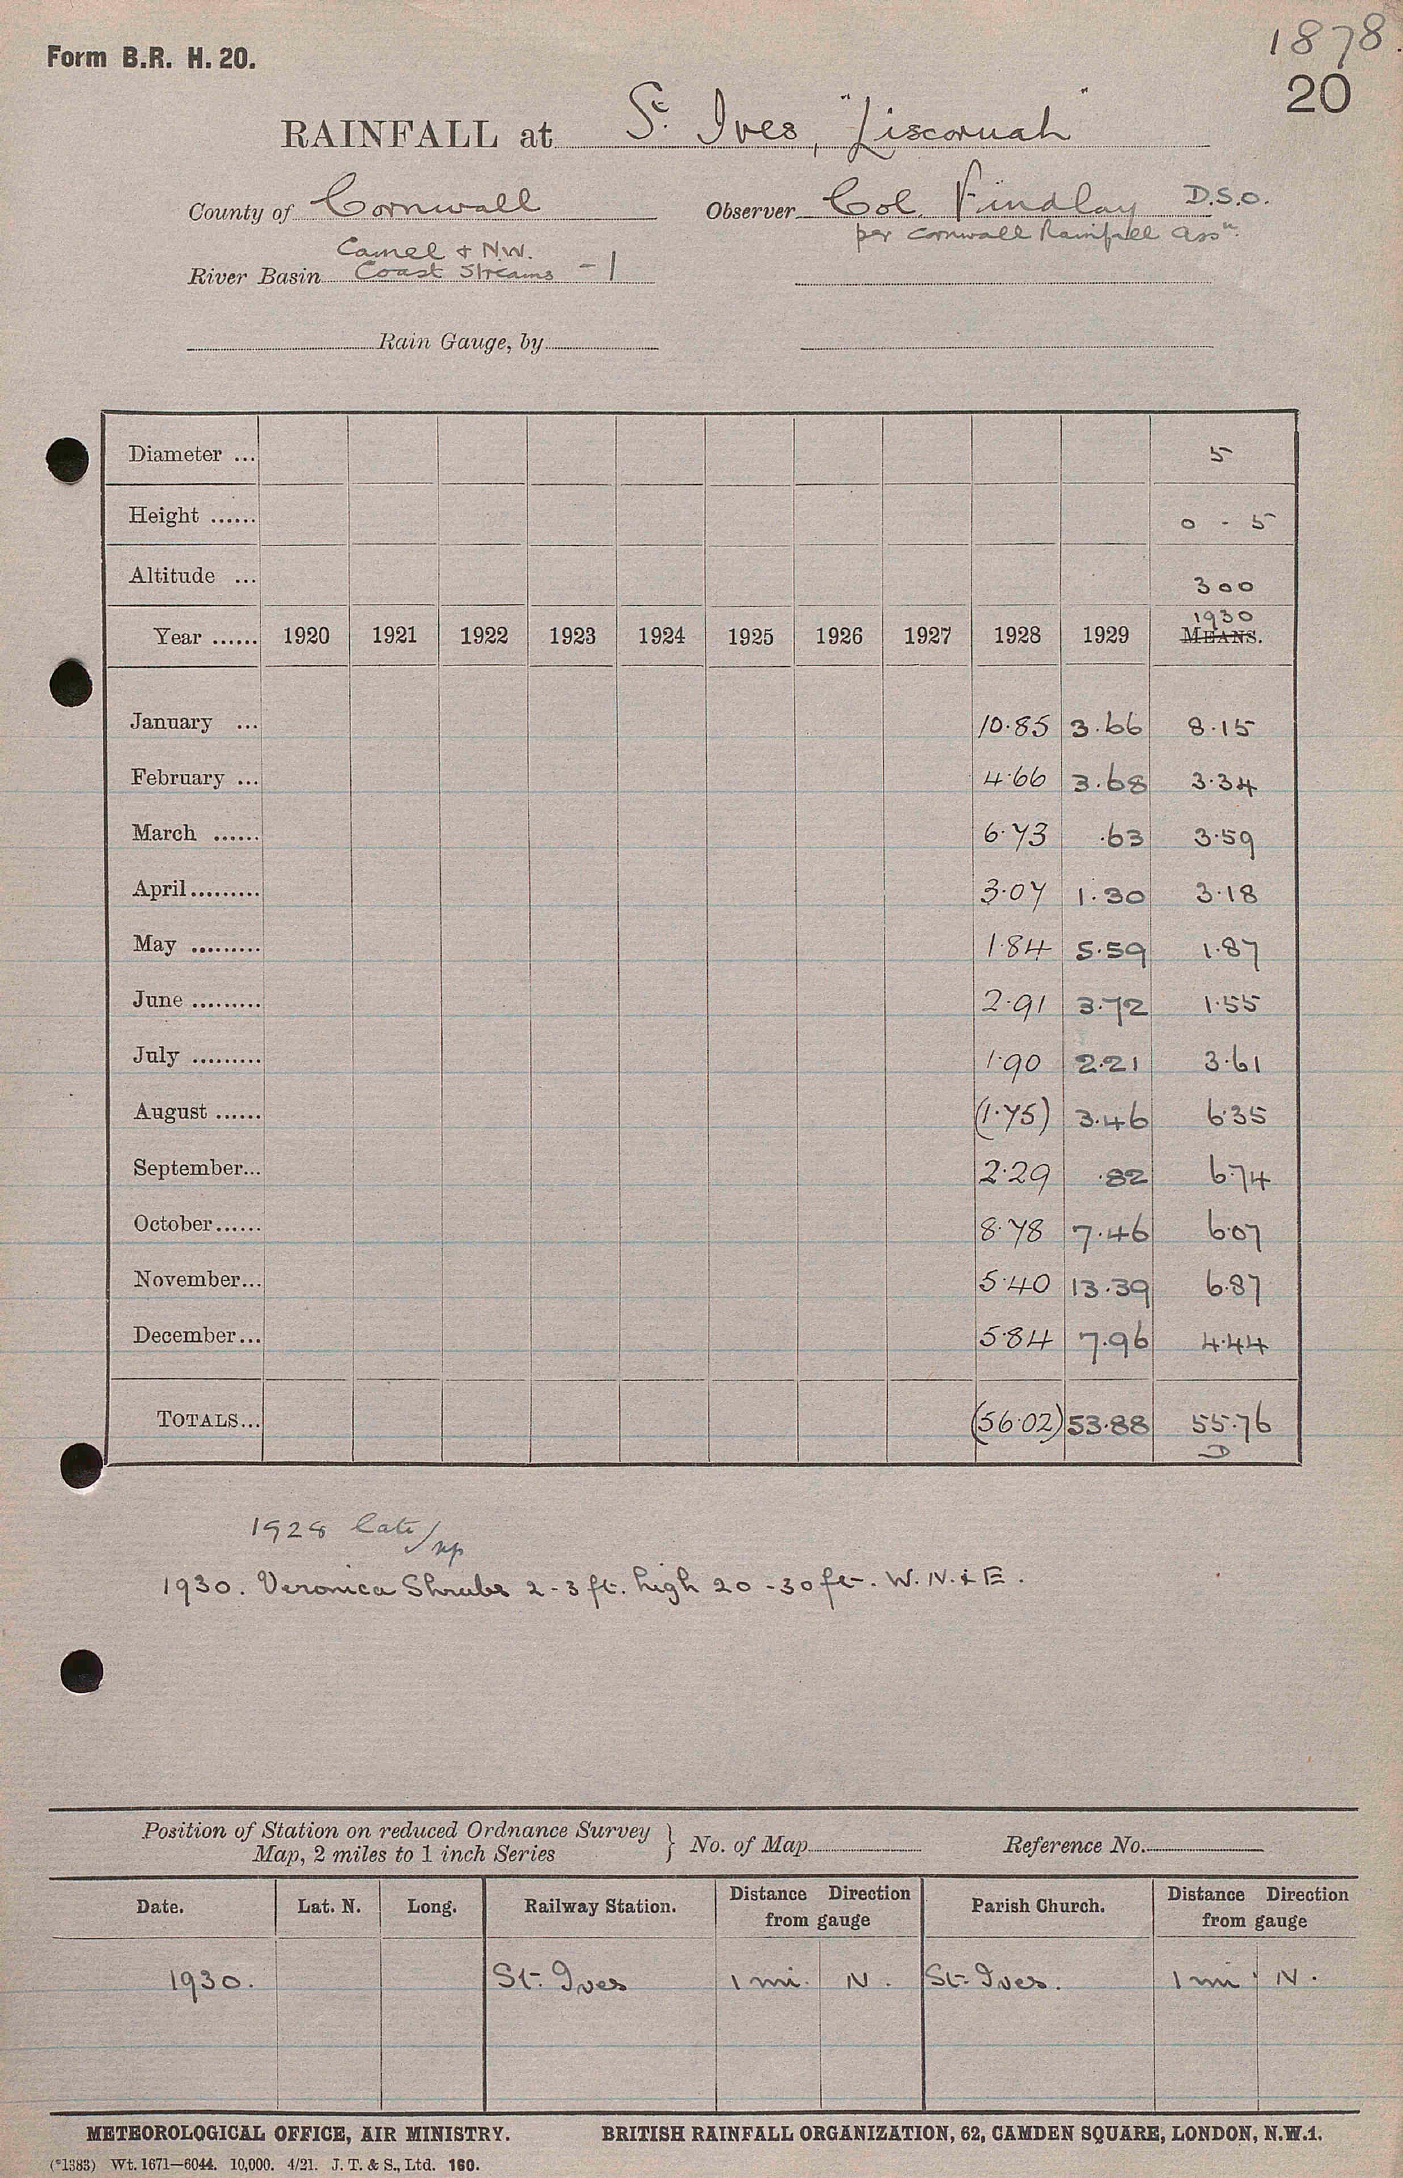 1878.
Form B.R. H. 20.
20
RAINFALL at St. Ives, "Liscornah"
County of Cornwall Observer Col. Findlay D.S.O.
per Cornwall Rainfall Assn.
Camel & N.W.
River Basin Coast Streams - 1
Rain Gauge, by
Diameter ... 5
Height ...... 0 - 5
Altitude ... 300
1930
Year ...... 1920 1921 1922 1923 1924 1925 1926 1927 1928 1929 MEANS.
January ... 10.85 3.66 8.15
February ... 4.66 3.68 3.34
March ...... 6.73 .63 3.59
April......... 3.07 1.30 3.18
May ......... 1.84 5.59 1.87
June ......... 2.91 3.72 1.55
July ......... 1.90 2.21 3.61
August ...... (1.75) 3.46 6.35
September... 2.29 .82 6.74
October...... 8.78 7.46 6.07
November... 5.40 13.39 6.87
December... 5.84 7.96 4.44
TOTALS... (56.02) 53.88 55.76
D
1928 late/
1930. Veronica Shrubs 2-3 ft. high 20-30 ft. W. N. & E.
Position of Station on reduced Ordnance Survey
Map, 2 miles to 1 inch Series } No. of Map Reference No.
Date. Lat. N. Long. Railway Station. Distance Direction from gauge Parish Church. Distance Direction from gauge
1930. St. Ives 1 mi. N. St. Ives. 1 mi. N.
METEOROLOGICAL OFFICE, AIR MINISTRY. BRITISH RAINFALL ORGANIZATION, 62, CAMDEN SQUARE, LONDON, N.W.1.
(*1383) Wt. 1671—6044. 10,000. 4/21. J. T. & S., Ltd. 160.